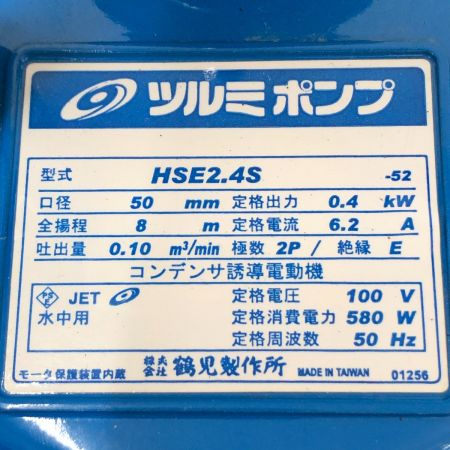 ツルミポンプ
型式 HSE2.4S -52
口径 50 mm 定格出力 0.4 kW
全揚程 8 m 定格電流 6.2 A
吐出量 0.10 m³/min 極数 2P / 絶縁 E
コンデンサ誘導電動機
PSE JET 定格電圧 100 V
水中用 定格消費電力 580 W
定格周波数 50 Hz
モータ保護装置内蔵 株式会社 鶴見製作所 MADE IN TAIWAN 01256